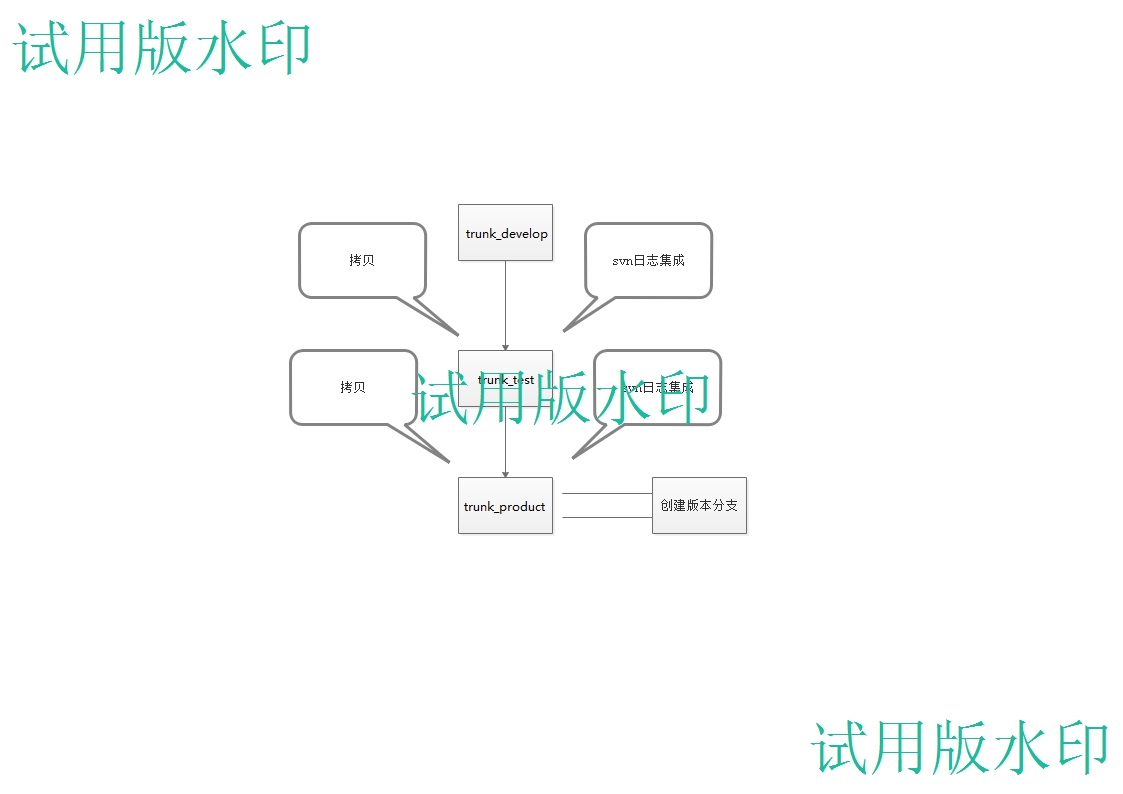 试用版水印
trunk_develop
拷贝
svn日志集成
trunk_test
拷贝
svn日志集成
试用版水印
trunk_product
创建版本分支
试用版水印